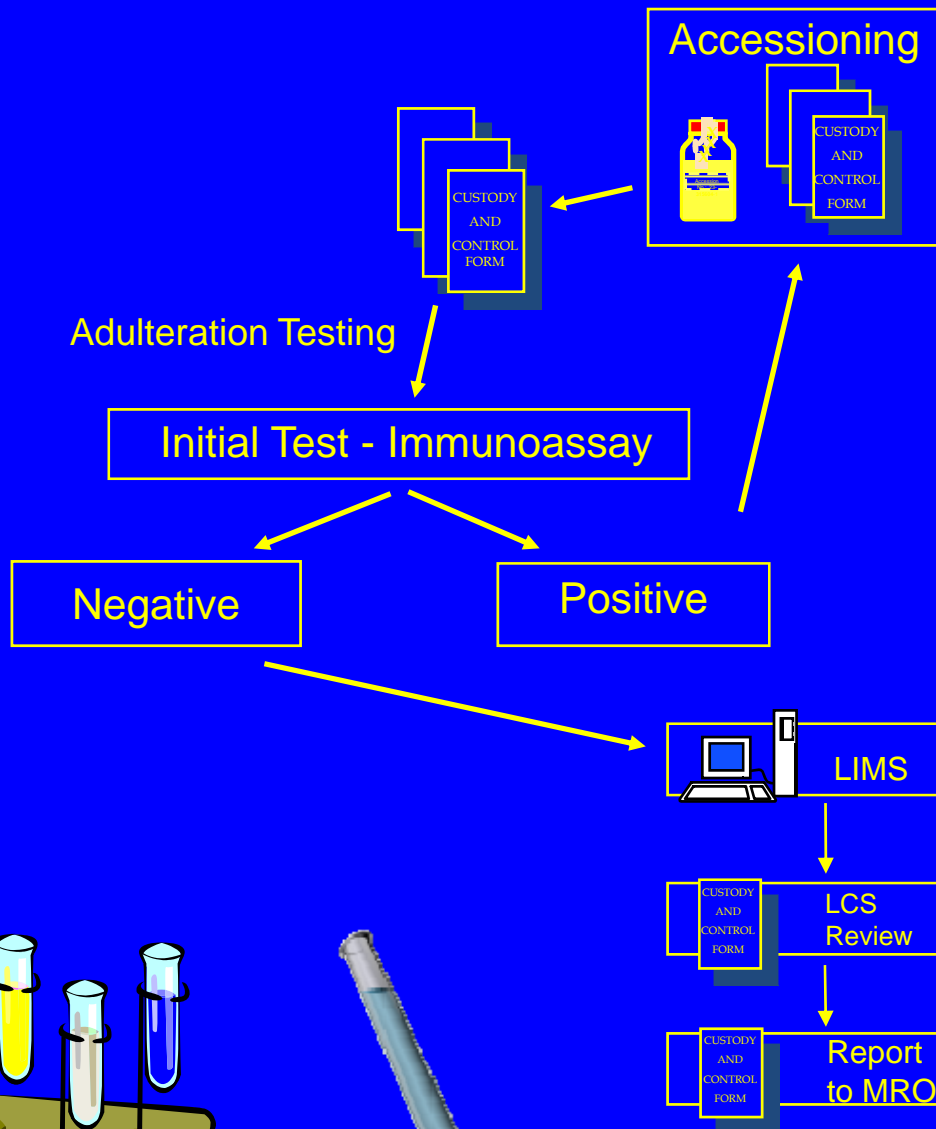 Accessioning
CUSTODY
AND
CONTROL
FORM
CUSTODY
AND
CONTROL
FORM
Adulteration Testing
Initial Test - Immunoassay
Negative
Positive
LIMS
CUSTODY
AND
CONTROL
FORM
LCS
Review
CUSTODY
AND
CONTROL
FORM
Report
to MRO